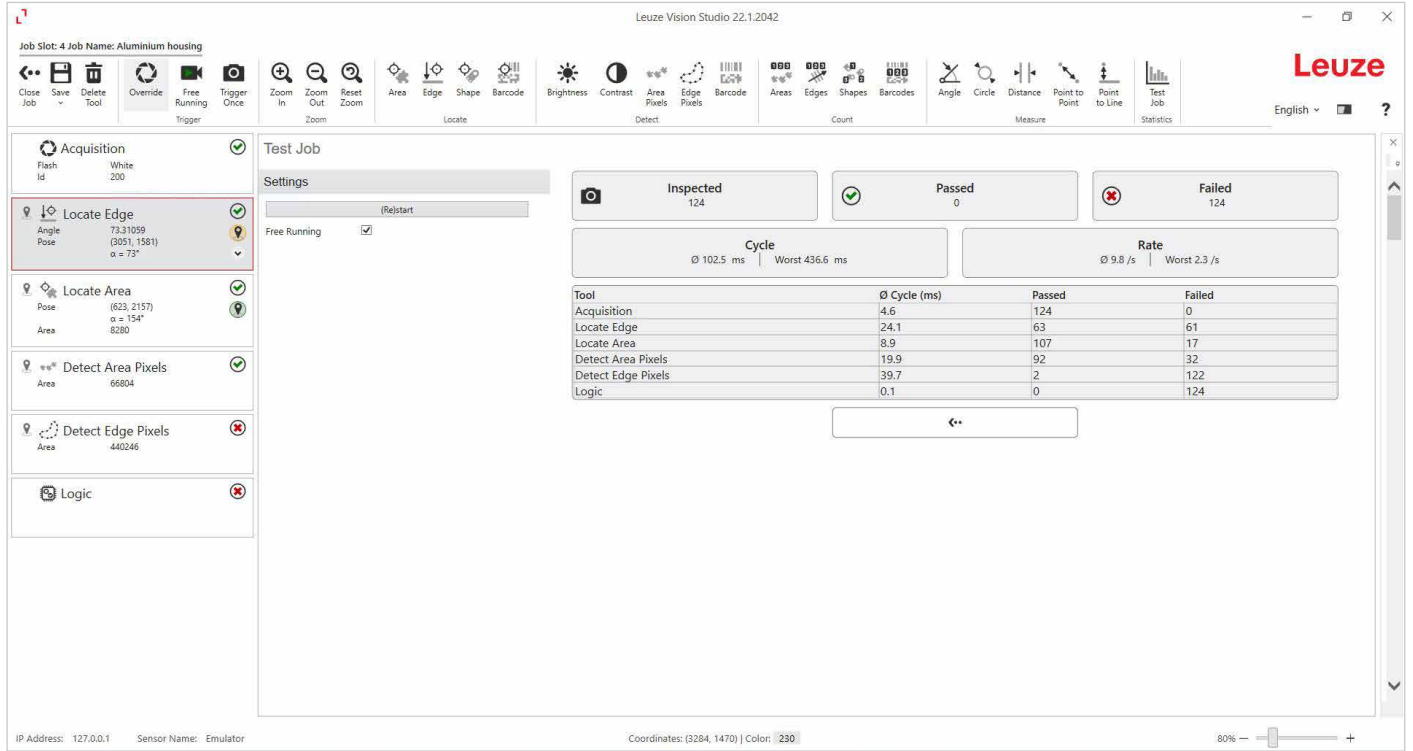 Leuze Vision Studio 22.1.2042
Job Slot: 4 Job Name: Aluminium housing
Leuze
Close Job
Save
Delete Tool
Override
Free Running
Trigger Once
Trigger
Zoom In
Zoom Out
Reset Zoom
Zoom
Area
Edge
Shape
Barcode
Locate
Brightness
Contrast
Area Pixels
Edge Pixels
Barcode
Detect
Areas
Edges
Shapes
Barcodes
Count
Angle
Circle
Distance
Point to Point
Point to Line
Measure
Test Job
Statistics
English
?
Acquisition
Flash White
Id 200
Locate Edge
Angle 73.31059
Pose (3051, 1581)
α = 73°
Locate Area
Pose (623, 2157)
α = 154°
Area 8280
Detect Area Pixels
Area 66804
Detect Edge Pixels
Area 440246
Logic
Test Job
Settings
(Re)start
Free Running
Inspected
124
Passed
0
Failed
124
Cycle
Ø 102.5 ms | Worst 436.6 ms
Rate
Ø 9.8 /s | Worst 2.3 /s
Tool Ø Cycle (ms) Passed Failed
Acquisition 4.6 124 0
Locate Edge 24.1 63 61
Locate Area 8.9 107 17
Detect Area Pixels 19.9 92 32
Detect Edge Pixels 39.7 2 122
Logic 0.1 0 124
IP Address: 127.0.0.1 Sensor Name: Emulator
Coordinates: (3284, 1470) | Color: 230
80%